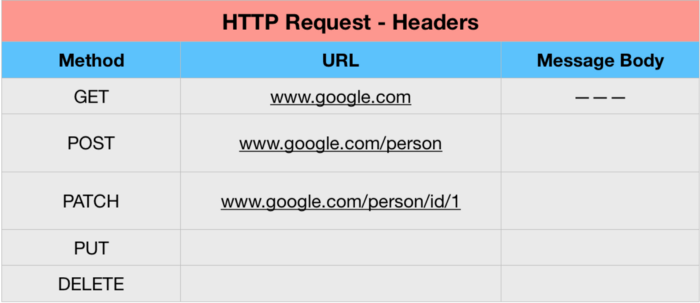 HTTP Request - Headers
Method URL Message Body
GET www.google.com — — —
POST www.google.com/person
PATCH www.google.com/person/id/1
PUT
DELETE